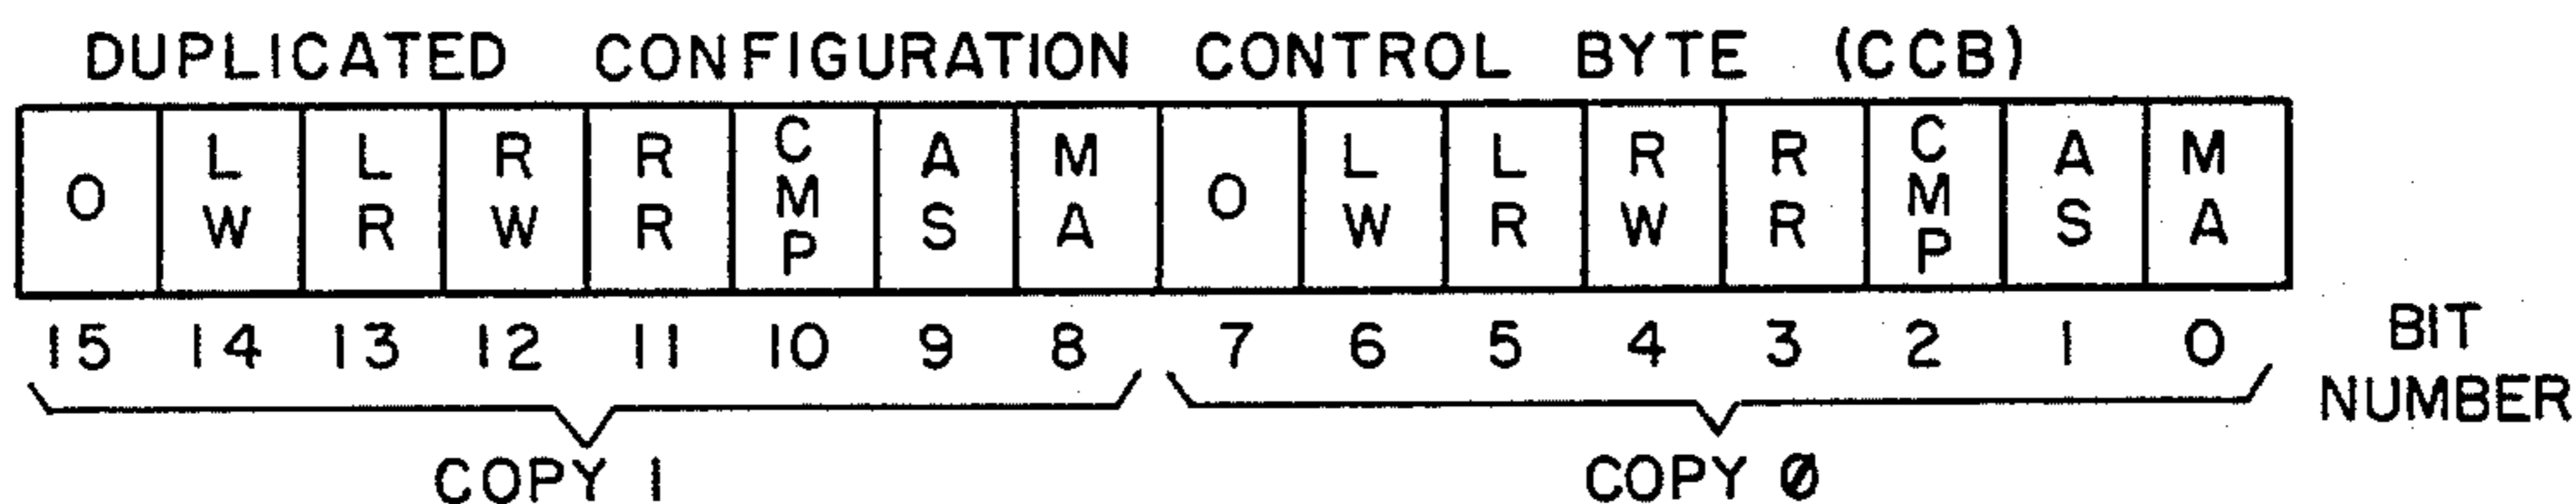 DUPLICATED CONFIGURATION CONTROL BYTE (CCB)
O LW LR RW RR CMP AS MA O LW LR RW RR CMP AS MA
15 14 13 12 11 10 9 8 7 6 5 4 3 2 1 0 BIT NUMBER
COPY 1 COPY Ø